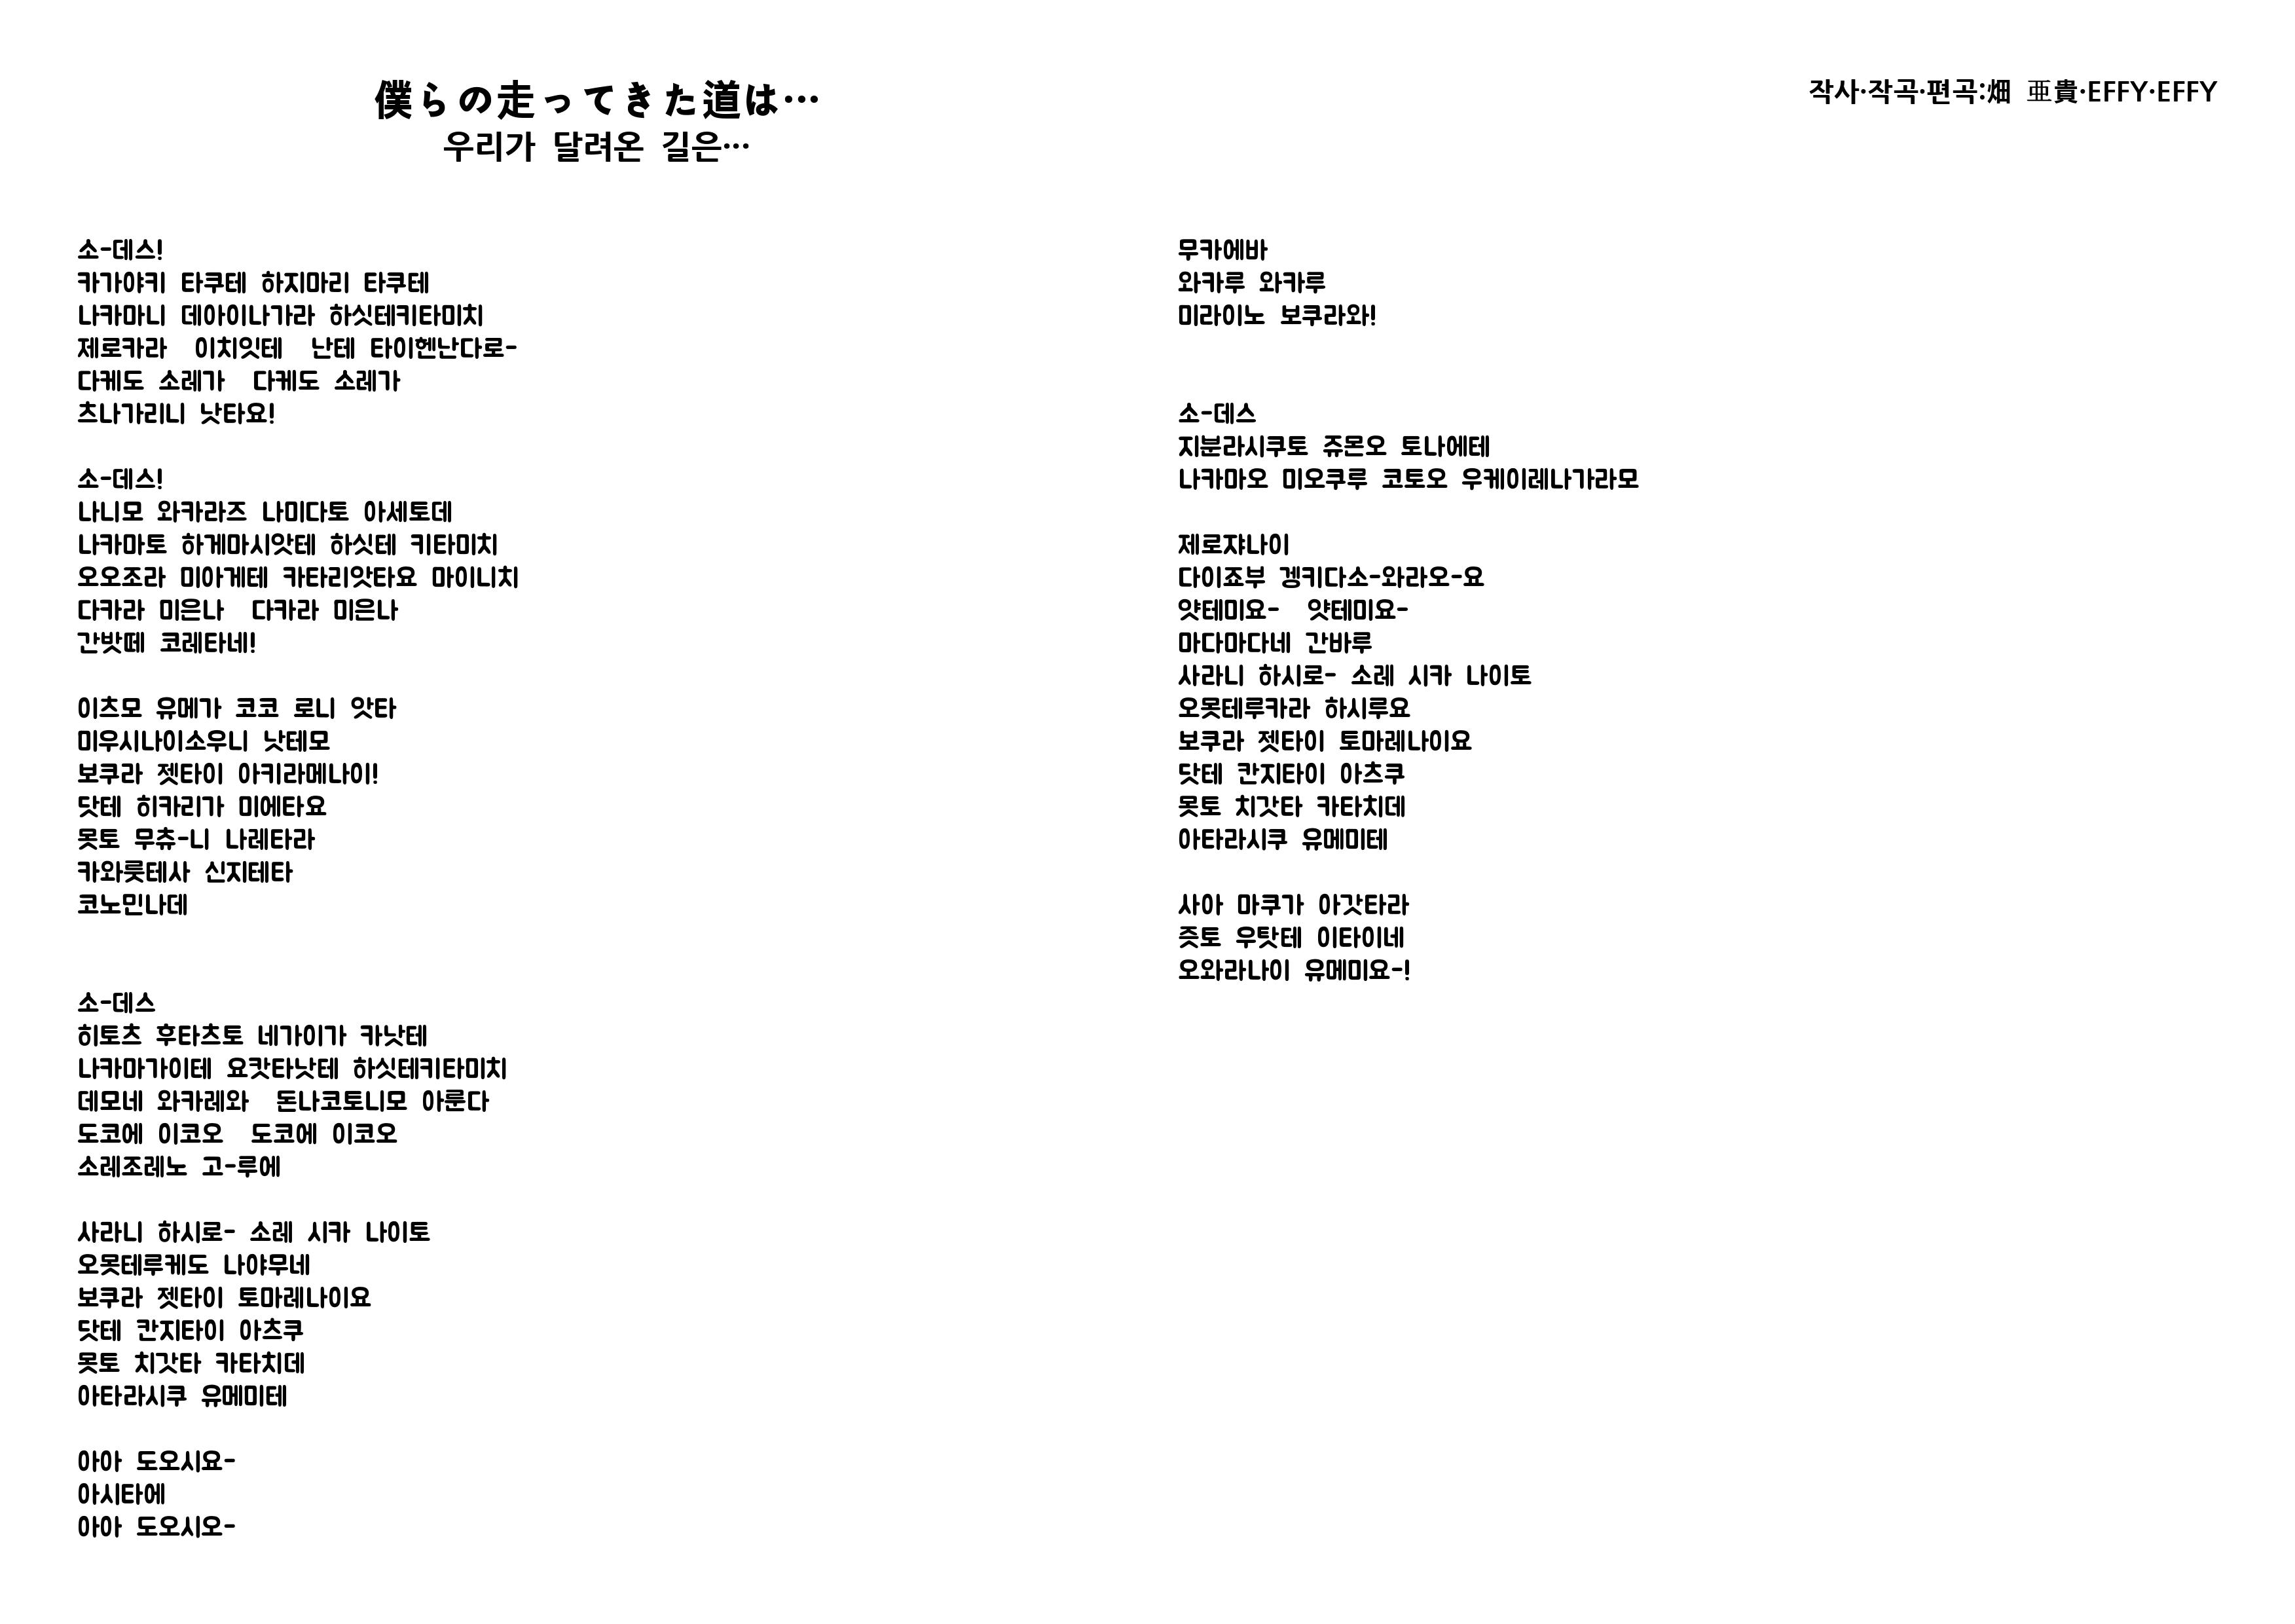 僕らの走ってきた道は…
우리가 달려온 길은…
작사·작곡·편곡:畑 亜貴·EFFY·EFFY
소-데스!
카가야키 타쿠테 하지마리 타쿠테
나카마니 데아이나가라 하싯테키타미치
제로카라 이치잇테 난테 타이헨난다로-
다케도 소레가 다케도 소레가
츠나가리니 낫타요!
소-데스!
나니모 와카라즈 나미다토 아세토데
나카마토 하게마시앗테 하싯테 키타미치
오오조라 미아게테 카타리앗타요 마이니치
다카라 미은나 다카라 미은나
간밧떼 코레타네!
이츠모 유메가 코코 로니 앗타
미우시나이소우니 낫테모
보쿠라 젯타이 아키라메나이!
닷테 히카리가 미에타요
못토 무츄-니 나레타라
카와룻테사 신지테타
코노민나데
소-데스
히토츠 후타츠토 네가이가 카낫테
나카마가이테 요캇타낫테 하싯테키타미치
데모네 와카레와 돈나코토니모 아룬다
도코에 이코오 도코에 이코오
소레조레노 고-루에
사라니 하시로- 소레 시카 나이토
오못테루케도 나야무네
보쿠라 젯타이 토마레나이요
닷테 칸지타이 아츠쿠
못토 치갓타 카타치데
아타라시쿠 유메미테
아아 도오시요-
아시타에
아아 도오시오-
무카에바
와카루 와카루
미라이노 보쿠라와!
소-데스
지분라시쿠토 쥬몬오 토나에테
나카마오 미오쿠루 코토오 우케이레나가라모
제로쟈나이
다이죠부 겡키다소-와라오-요
얏테미요- 얏테미요-
마다마다네 간바루
사라니 하시로- 소레 시카 나이토
오못테루카라 하시루요
보쿠라 젯타이 토마레나이요
닷테 칸지타이 아츠쿠
못토 치갓타 카타치데
아타라시쿠 유메미테
사아 마쿠가 아갓타라
즛토 우탓테 이타이네
오와라나이 유메미요-!